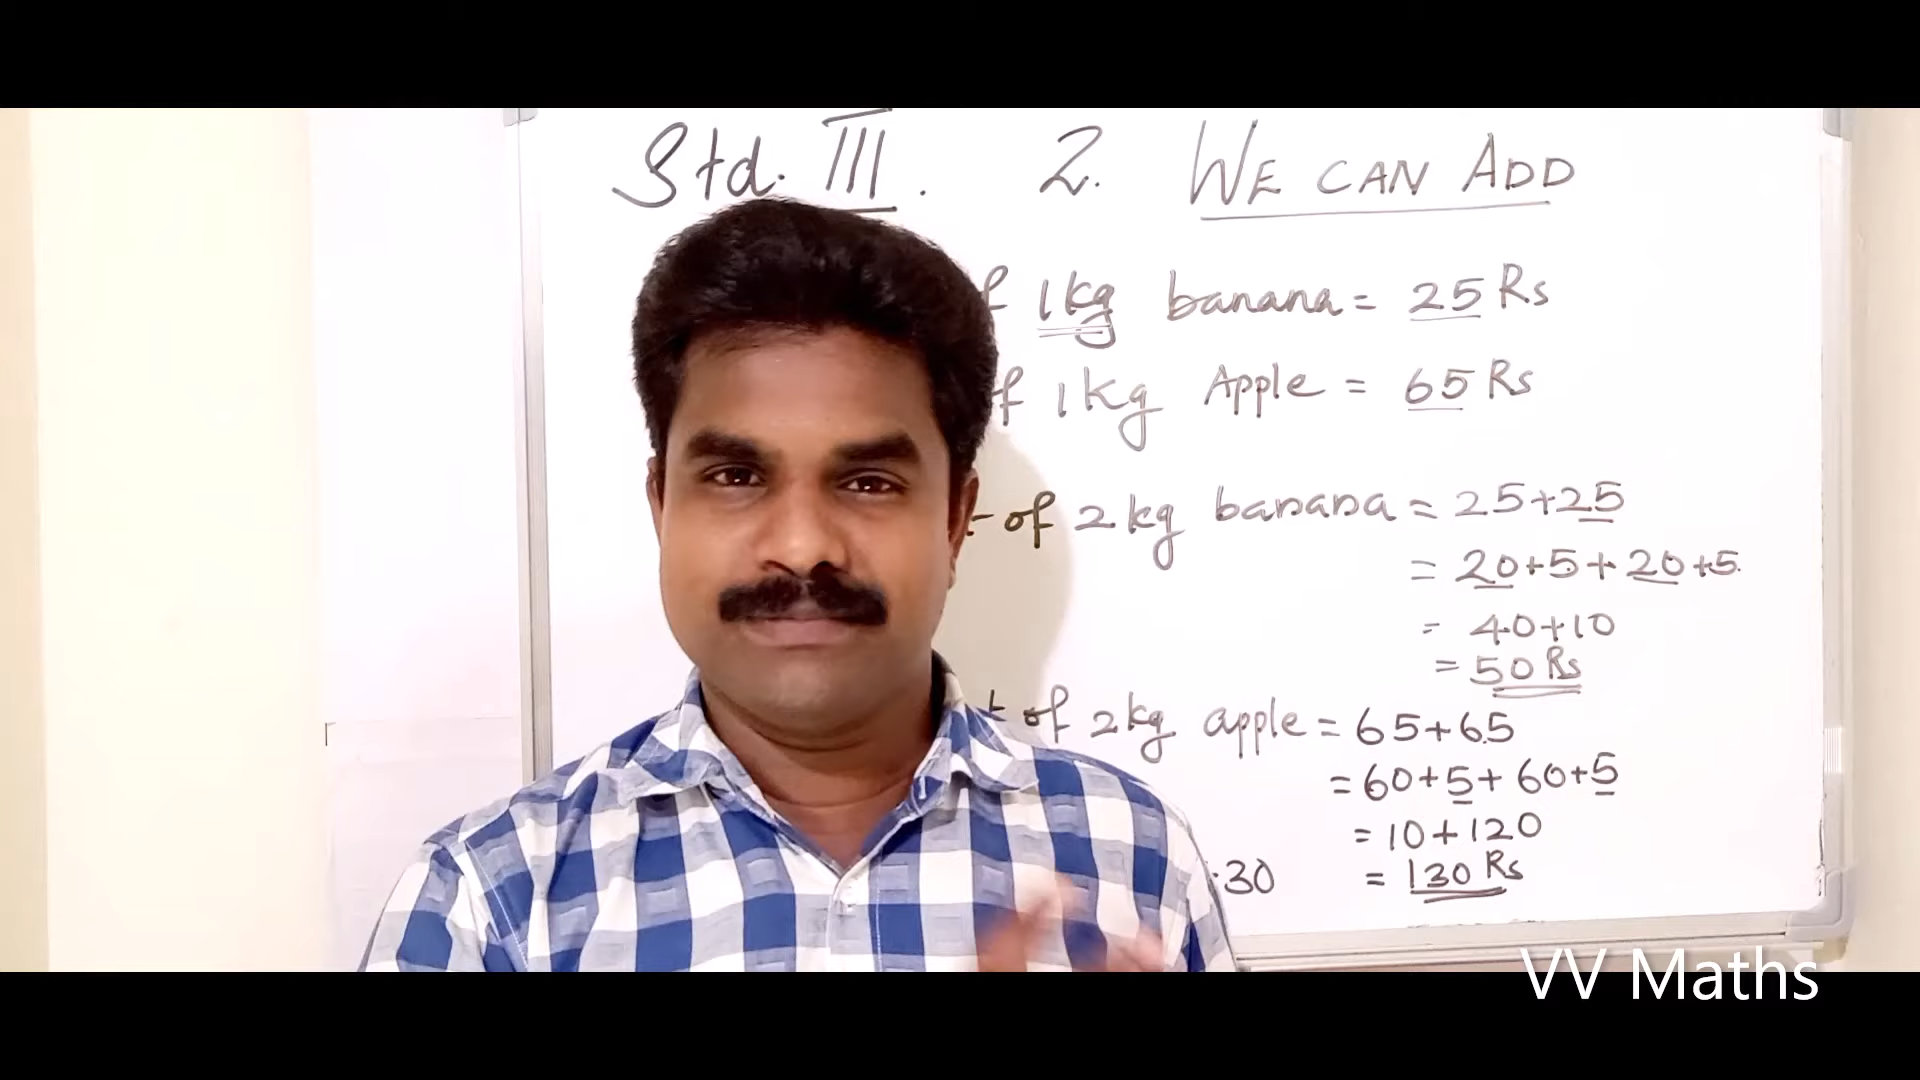 Std. III. 2. WE CAN ADD
1kg banana = 25 Rs
1Kg Apple = 65 Rs
of 2kg banana = 25+25
= 20+5+20+5
= 40+10
= 50 Rs
of 2kg apple = 65+65
= 60+5+60+5
= 10+120
30 = 130 Rs
VV Maths